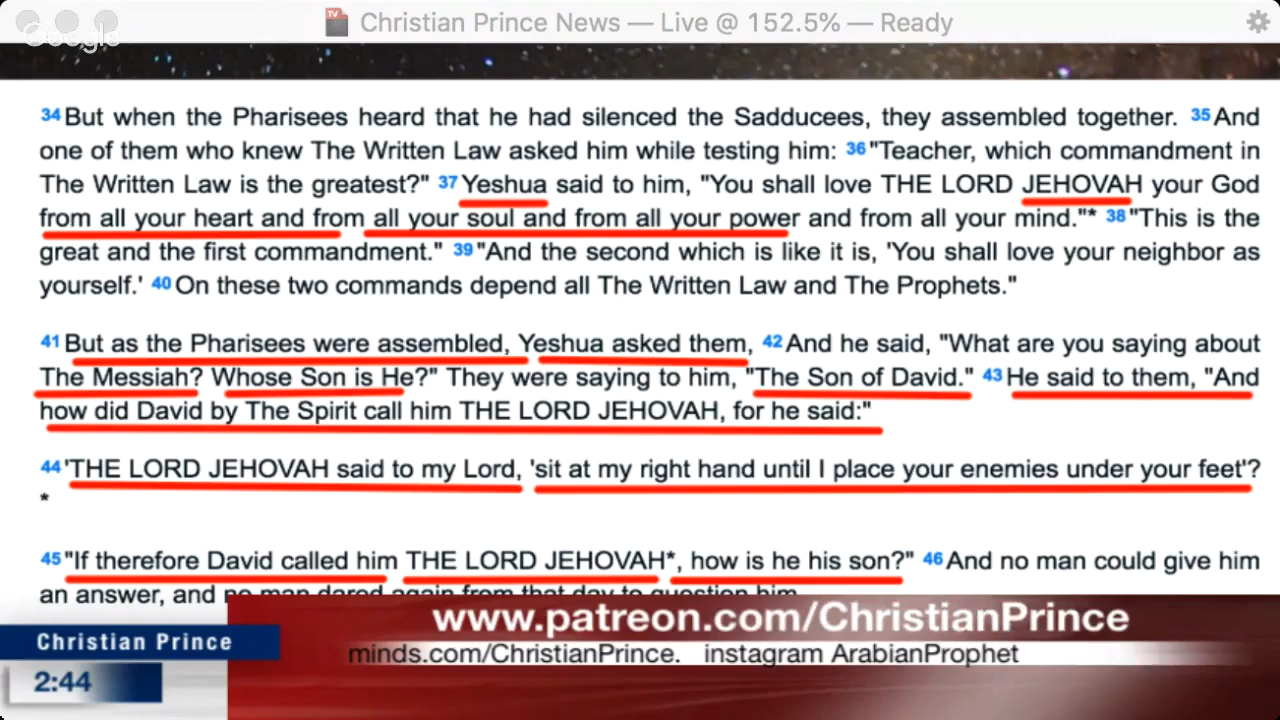 TV
Christian Prince News — Live @ 152.5% — Ready
Google
34 But when the Pharisees heard that he had silenced the Sadducees, they assembled together. 35 And
one of them who knew The Written Law asked him while testing him: 36 "Teacher, which commandment in
The Written Law is the greatest?" 37 Yeshua said to him, "You shall love THE LORD JEHOVAH your God
from all your heart and from all your soul and from all your power and from all your mind."* 38 "This is the
great and the first commandment." 39 "And the second which is like it is, 'You shall love your neighbor as
yourself.' 40 On these two commands depend all The Written Law and The Prophets."
41 But as the Pharisees were assembled, Yeshua asked them, 42 And he said, "What are you saying about
The Messiah? Whose Son is He?" They were saying to him, "The Son of David." 43 He said to them, "And
how did David by The Spirit call him THE LORD JEHOVAH, for he said:"
44 'THE LORD JEHOVAH said to my Lord, 'sit at my right hand until I place your enemies under your feet'?
*
45 "If therefore David called him THE LORD JEHOVAH*, how is he his son?" 46 And no man could give him
an answer, and no man dared again from that day to question him.
www.patreon.com/ChristianPrince
Christian Prince
minds.com/ChristianPrince. instagram ArabianProphet
2:44